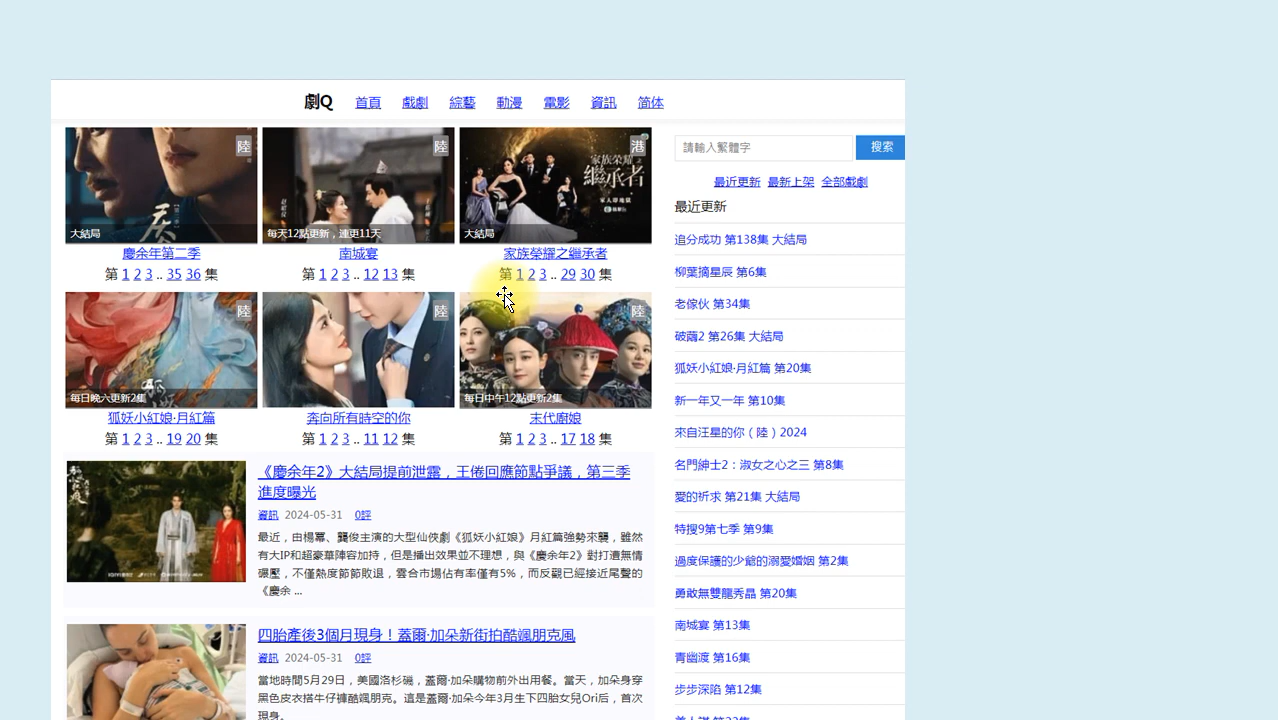 劇Q 首頁 戲劇 綜藝 動漫 電影 資訊 简体
陸
大結局
陸
每天12點更新，連更11天
港
家族榮耀之
繼承者
大結局
慶余年第二季
第 1 2 3 .. 35 36 集
南城宴
第 1 2 3 .. 12 13 集
家族榮耀之繼承者
第 1 2 3 .. 29 30 集
陸
每日晚六更新2集
陸
陸
每日中午12點更新2集
狐妖小紅娘·月紅篇
第 1 2 3 .. 19 20 集
奔向所有時空的你
第 1 2 3 .. 11 12 集
末代廚娘
第 1 2 3 .. 17 18 集
《慶余年2》大結局提前泄露，王倦回應節點爭議，第三季
進度曝光
資訊 2024-05-31 0評
最近，由楊冪、龔俊主演的大型仙俠劇《狐妖小紅娘》月紅篇強勢來襲，雖然
有大IP和超豪華陣容加持，但是播出效果並不理想，與《慶余年2》對打遭無情
碾壓，不僅熱度節節敗退，雲合市場佔有率僅有5%，而反觀已經接近尾聲的
《慶余 ...
四胎產後3個月現身！蓋爾·加朵新街拍酷颯朋克風
資訊 2024-05-31 0評
當地時間5月29日，美國洛杉磯，蓋爾·加朵購物前外出用餐。當天，加朵身穿
黑色皮衣搭牛仔褲酷颯朋克。這是蓋爾·加朵今年3月生下四胎女兒Ori后，首次
現身。
請輸入繁體字 搜索
最近更新 最新上架 全部戲劇
最近更新
追分成功 第138集 大結局
柳葉摘星辰 第6集
老傢伙 第34集
破繭2 第26集 大結局
狐妖小紅娘·月紅篇 第20集
新一年又一年 第10集
來自汪星的你（陸）2024
名門紳士2：淑女之心之三 第8集
愛的祈求 第21集 大結局
特搜9第七季 第9集
過度保護的少爺的溺愛婚姻 第2集
勇敢無雙龍秀晶 第20集
南城宴 第13集
青幽渡 第16集
步步深陷 第12集